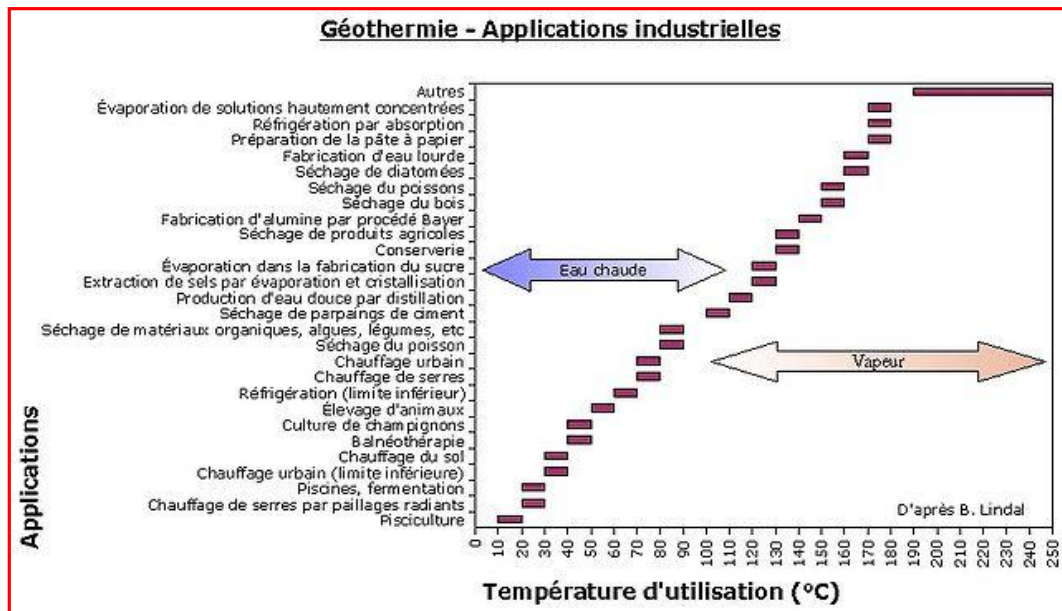 Géothermie - Applications industrielles
Autres
Évaporation de solutions hautement concentrées
Réfrigération par absorption
Préparation de la pâte à papier
Fabrication d'eau lourde
Séchage de diatomées
Séchage du poissons
Séchage du bois
Fabrication d'alumine par procédé Bayer
Séchage de produits agricoles
Conserverie
Évaporation dans la fabrication du sucre
Extraction de sels par évaporation et cristallisation
Production d'eau douce par distillation
Séchage de parpaings de ciment
Séchage de matériaux organiques, algues, légumes, etc
Séchage du poisson
Chauffage urbain
Chauffage de serres
Réfrigération (limite inférieur)
Élevage d'animaux
Culture de champignons
Balnéothérapie
Chauffage du sol
Chauffage urbain (limite inférieure)
Piscines, fermentation
Chauffage de serres par paillages radiants
Pisciculture
Applications
Eau chaude
Vapeur
D'après B. Lindal
0 10 20 30 40 50 60 70 80 90 100 110 120 130 140 150 160 170 180 190 200 210 220 230 240 250
Température d'utilisation (°C)